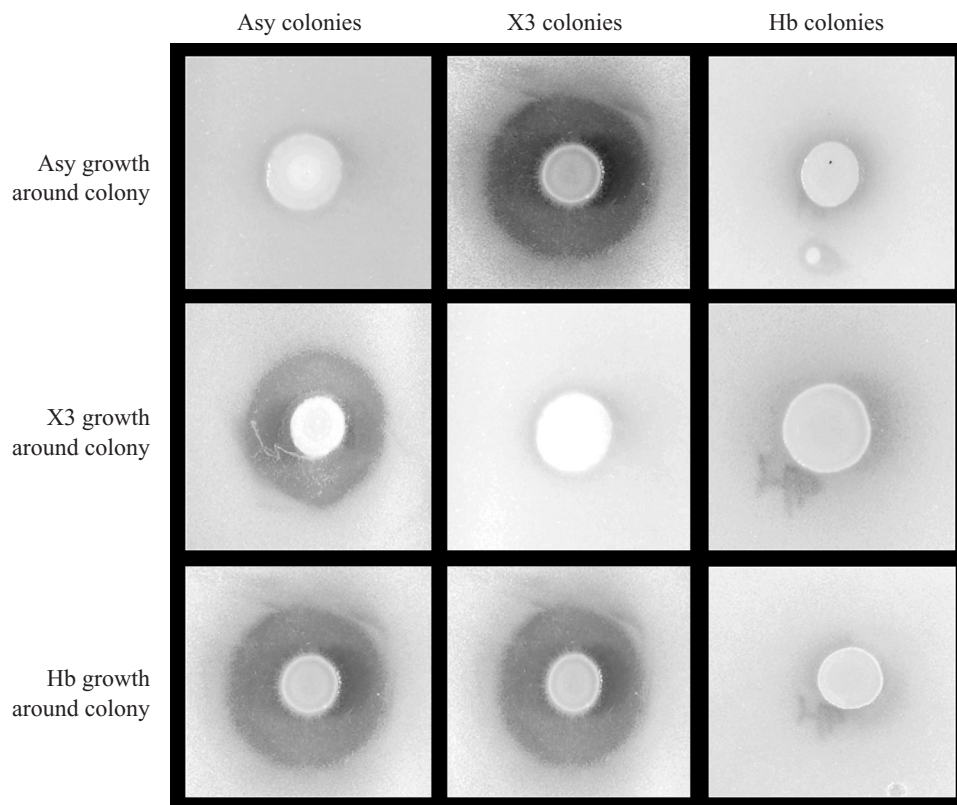 Asy colonies
X3 colonies
Hb colonies
Asy growth
around colony
X3 growth
around colony
Hb growth
around colony